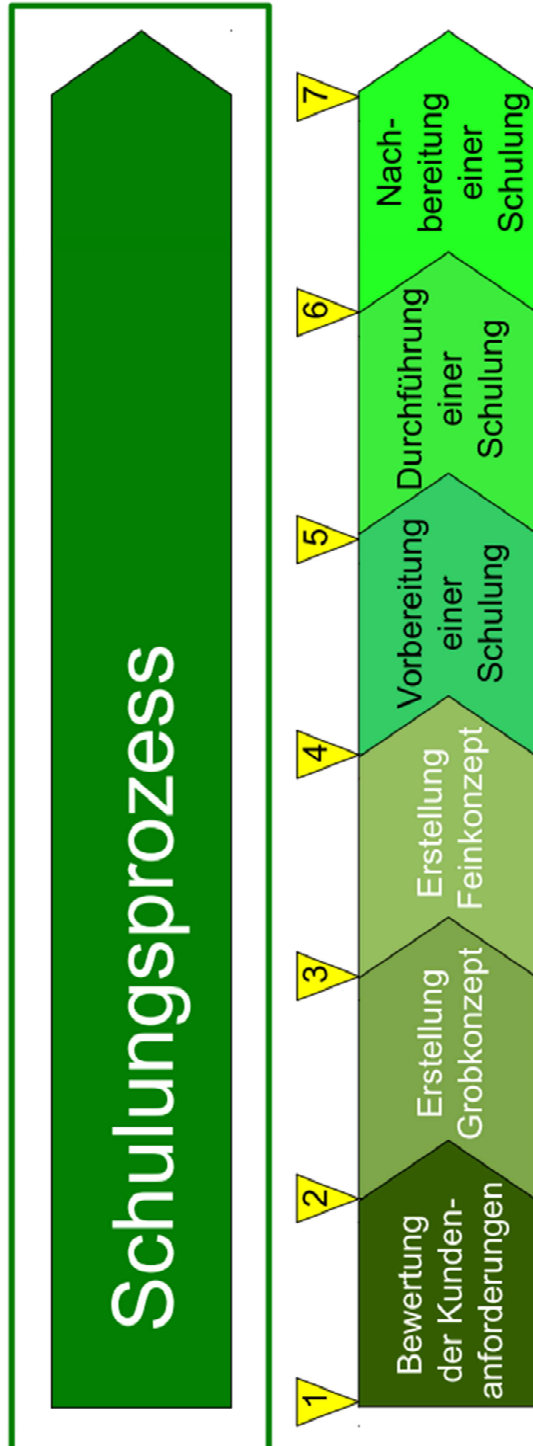 Schulungsprozess
1
2
3
4
5
6
7
Bewertung
der Kunden-
anforderungen
Erstellung
Grobkonzept
Erstellung
Feinkonzept
Vorbereitung
einer
Schulung
Durchführung
einer
Schulung
Nach-
bereitung
einer
Schulung